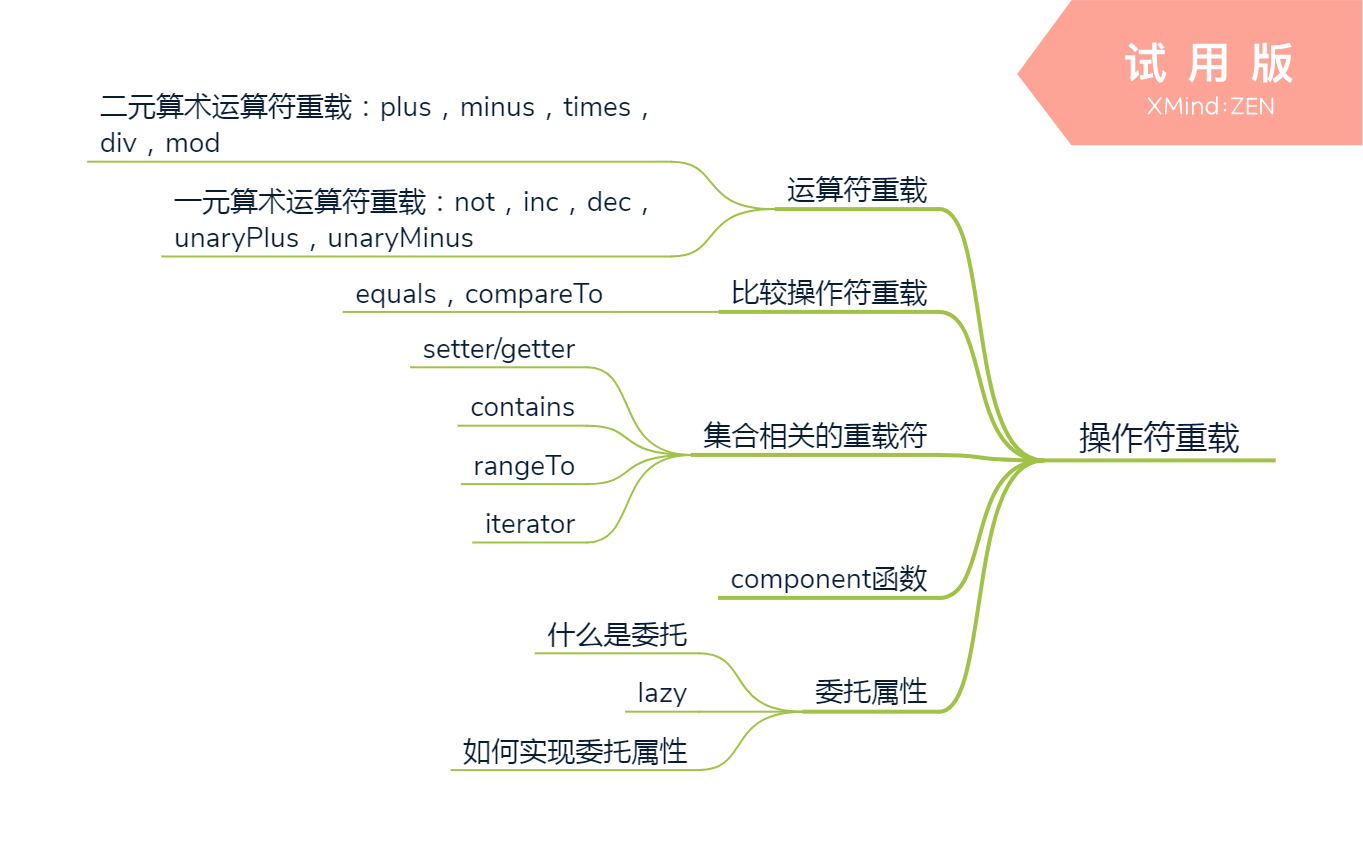 试用版
XMind:ZEN
二元算术运算符重载：plus，minus，times，
div，mod
运算符重载
一元算术运算符重载：not，inc，dec，
unaryPlus，unaryMinus
equals，compareTo
比较操作符重载
setter/getter
contains
集合相关的重载符
操作符重载
rangeTo
iterator
component函数
什么是委托
lazy
委托属性
如何实现委托属性